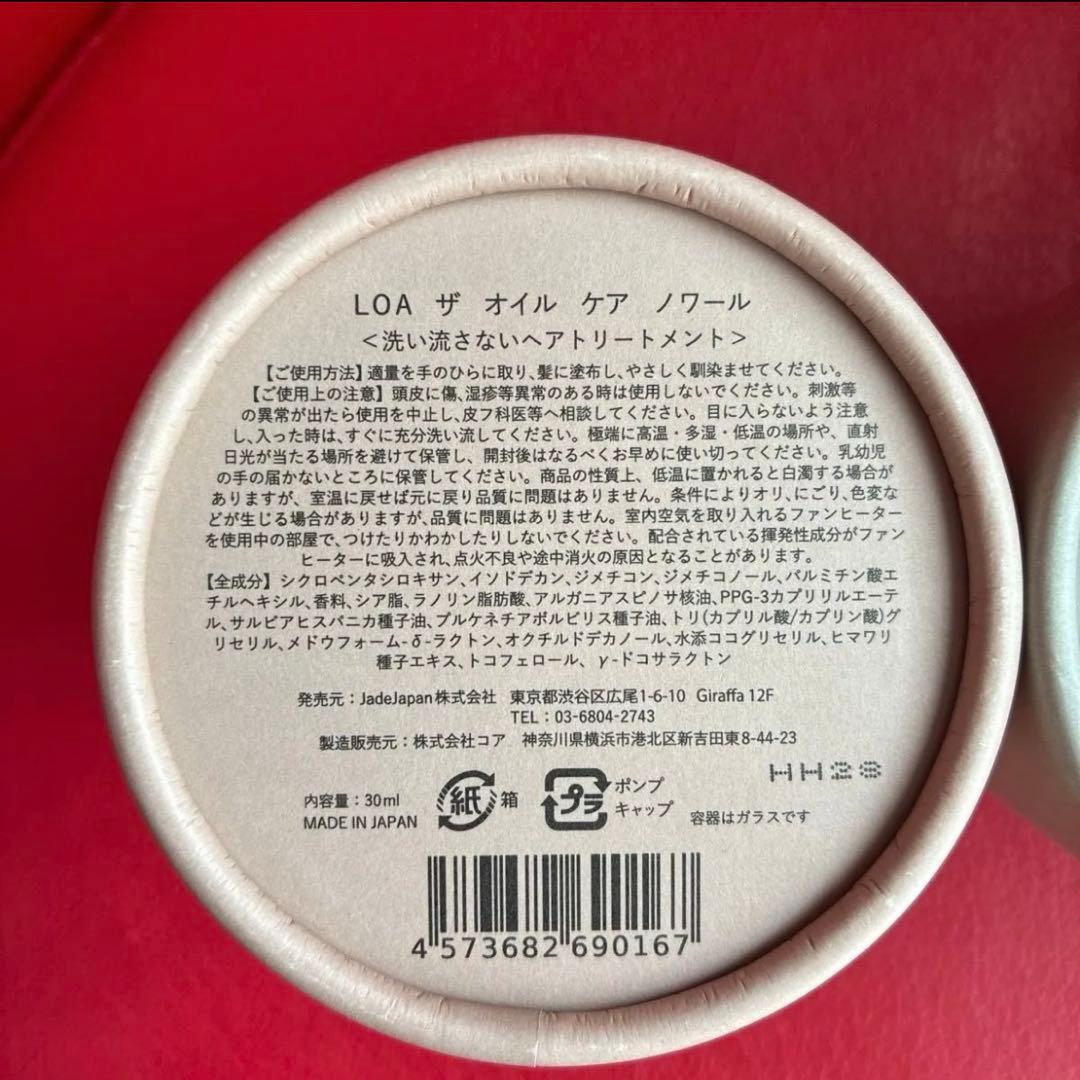 LOA ザ オイル ケア ノワール
＜洗い流さないヘアトリートメント＞
【ご使用方法】適量を手のひらに取り、髪に塗布し、やさしく馴染ませてください。
【ご使用上の注意】頭皮に傷、湿疹等異常のある時は使用しないでください。刺激等
の異常が出たら使用を中止し、皮フ科医等へ相談してください。目に入らないよう注意
し、入った時は、すぐに充分洗い流してください。極端に高温・多湿・低温の場所や、直射
日光が当たる場所を避けて保管し、開封後はなるべくお早めに使い切ってください。乳幼児
の手の届かないところに保管してください。商品の性質上、低温に置かれると白濁する場合が
ありますが、室温に戻せば元に戻り品質に問題はありません。条件によりオリ、にごり、色変な
どが生じる場合がありますが、品質に問題はありません。室内空気を取り入れるファンヒーター
を使用中の部屋で、つけたりかわかしたりしないでください。配合されている揮発性成分がファン
ヒーターに吸入され、点火不良や途中消火の原因となることがあります。
【全成分】シクロペンタシロキサン、イソドデカン、ジメチコン、ジメチコノール、パルミチン酸エ
チルヘキシル、香料、シア脂、ラノリン脂肪酸、アルガニアスピノサ核油、PPG-3カプリリルエーテ
ル、サルビアヒスパニカ種子油、プルケネチアボルビリス種子油、トリ(カプリル酸/カプリン酸)グ
リセリル、メドウフォーム-δ-ラクトン、オクチルドデカノール、水添ココグリセリル、ヒマワリ
種子エキス、トコフェロール、γ-ドコサラクトン
発売元：JadeJapan株式会社 東京都渋谷区広尾1-6-10 Giraffa 12F
TEL：03-6804-2743
製造販売元：株式会社コア 神奈川県横浜市港北区新吉田東8-44-23
HH2S
内容量：30ml
MADE IN JAPAN
紙 箱
プラ ポンプ
キャップ
容器はガラスです
4 573682 690167